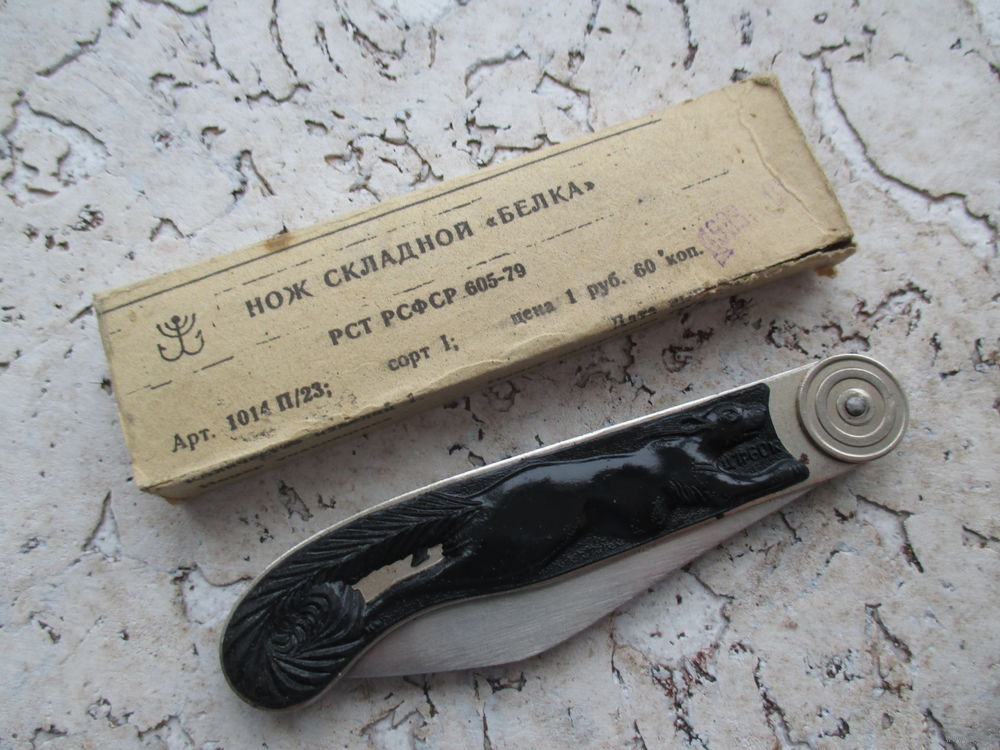 НОЖ СКЛАДНОЙ «БЕЛКА»
РСТ РСФСР 605-79
Арт. 1014 П/23; сорт 1; цена 1 руб. 60 коп.